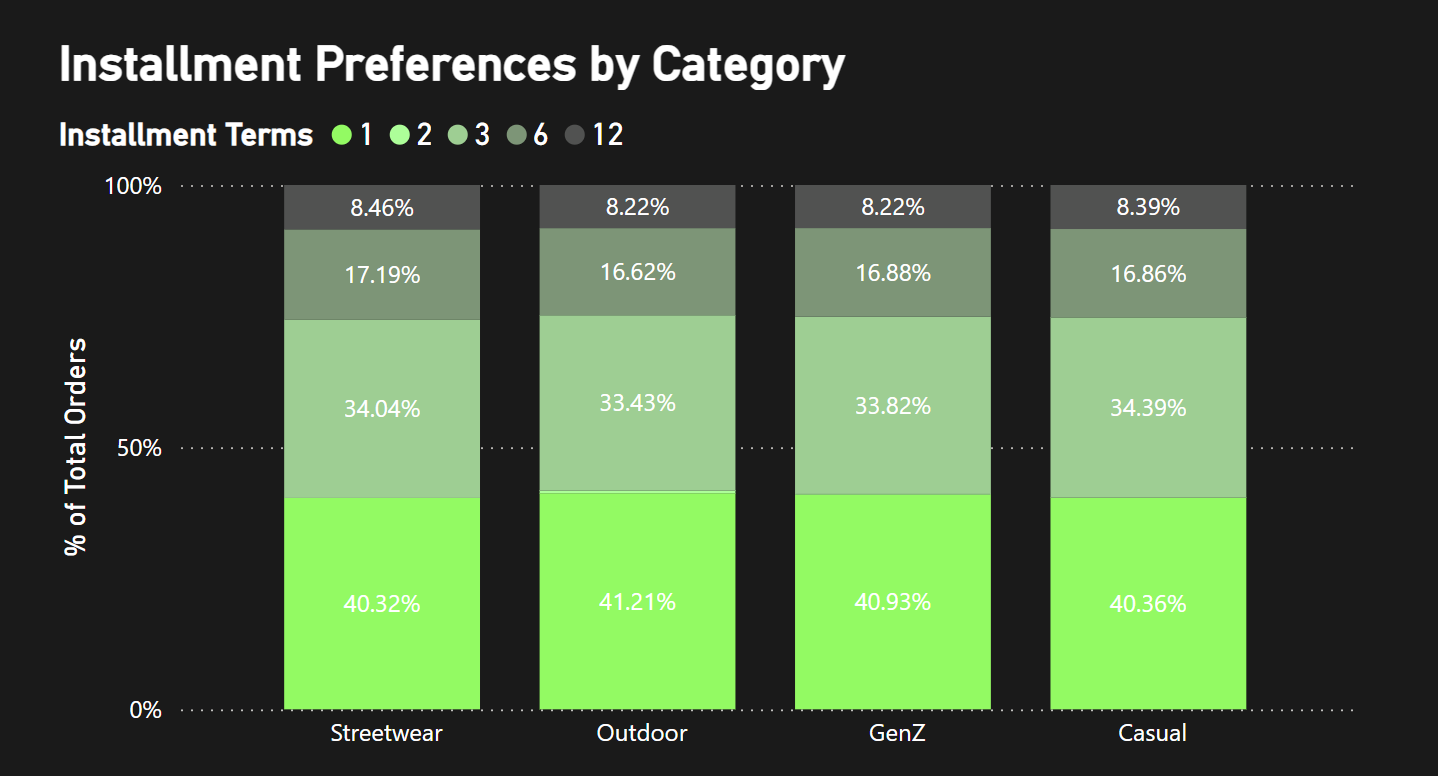 Installment Preferences by Category
Installment Terms 1 2 3 6 12
100%
8.46% 8.22% 8.22% 8.39%
17.19% 16.62% 16.88% 16.86%
34.04% 33.43% 33.82% 34.39%
50%
40.32% 41.21% 40.93% 40.36%
0%
% of Total Orders
Streetwear Outdoor GenZ Casual